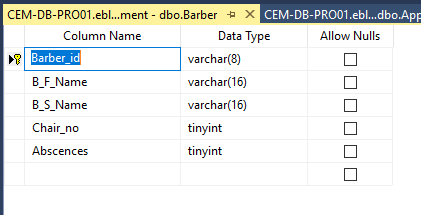 CEM-DB-PRO01.ebl...ment - dbo.Barber CEM-DB-PRO01.ebl...dbo.App
Column Name Data Type Allow Nulls
Barber_id varchar(8)
B_F_Name varchar(16)
B_S_Name varchar(16)
Chair_no tinyint
Abscences tinyint